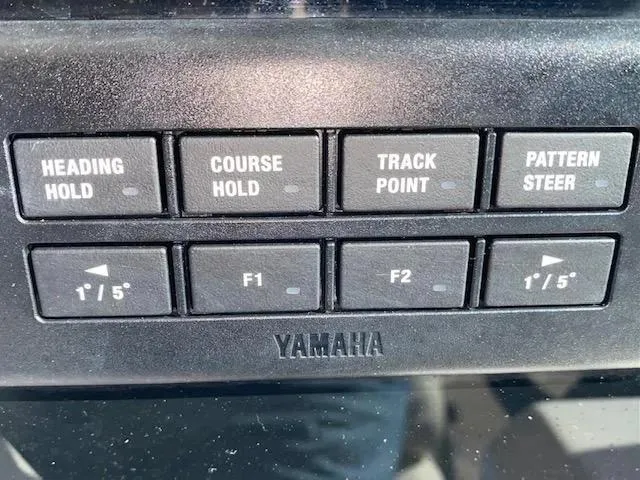 HEADING HOLD
COURSE HOLD
TRACK POINT
PATTERN STEER
◄ 1°/5°
F1
F2
► 1°/5°
YAMAHA